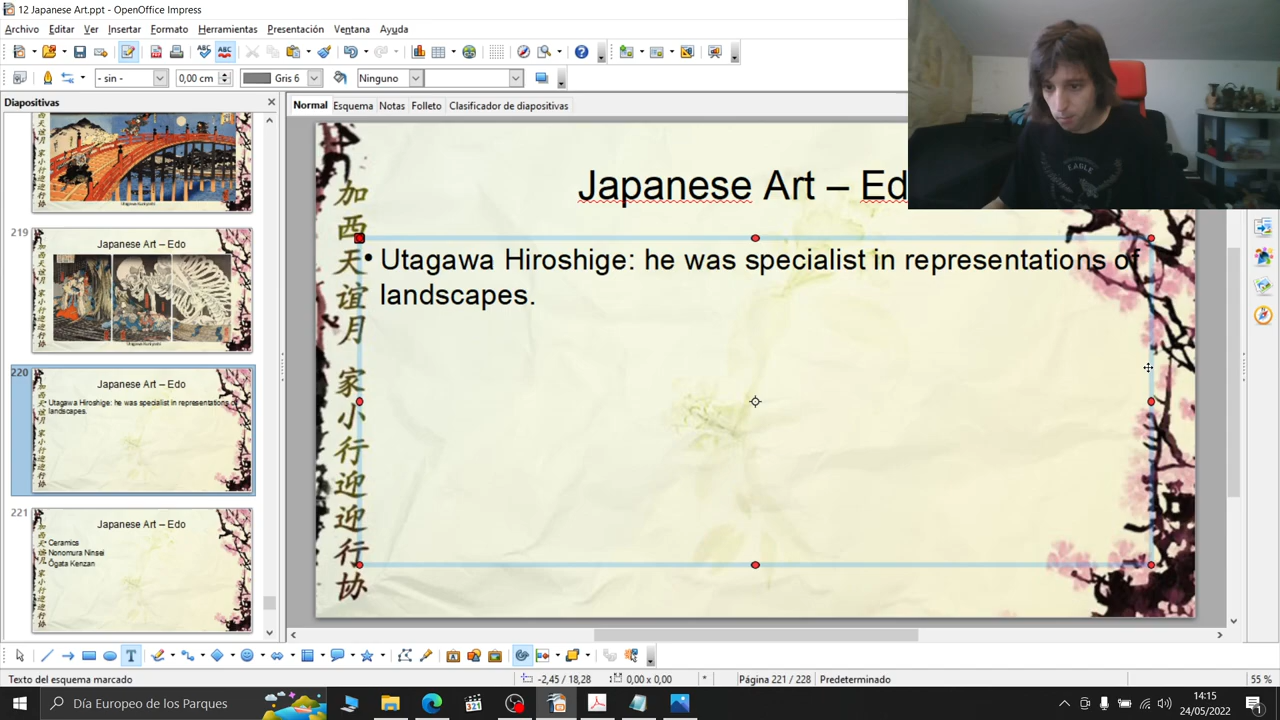 12 Japanese Art.ppt - OpenOffice Impress
Archivo Editar Ver Insertar Formato Herramientas Presentación Ventana Ayuda
- sin - 0,00 cm Gris 6 Ninguno
Diapositivas
Normal Esquema Notas Folleto Clasificador de diapositivas
加西天谊月 家小行迎迎行协
Japanese Art – Ed
• Utagawa Hiroshige: he was specialist in representations of
landscapes.
219
Japanese Art – Edo
220
Japanese Art – Edo
Utagawa Hiroshige: he was specialist in representations of
landscapes.
221
Japanese Art – Edo
Ceramics
Nonomura Ninsei
Ōgata Kenzan
Texto del esquema marcado -2,45 / 18,28 0,00 x 0,00 * Página 221 / 228 Predeterminado 55 %
Día Europeo de los Parques
321
14:15
24/05/2022
1